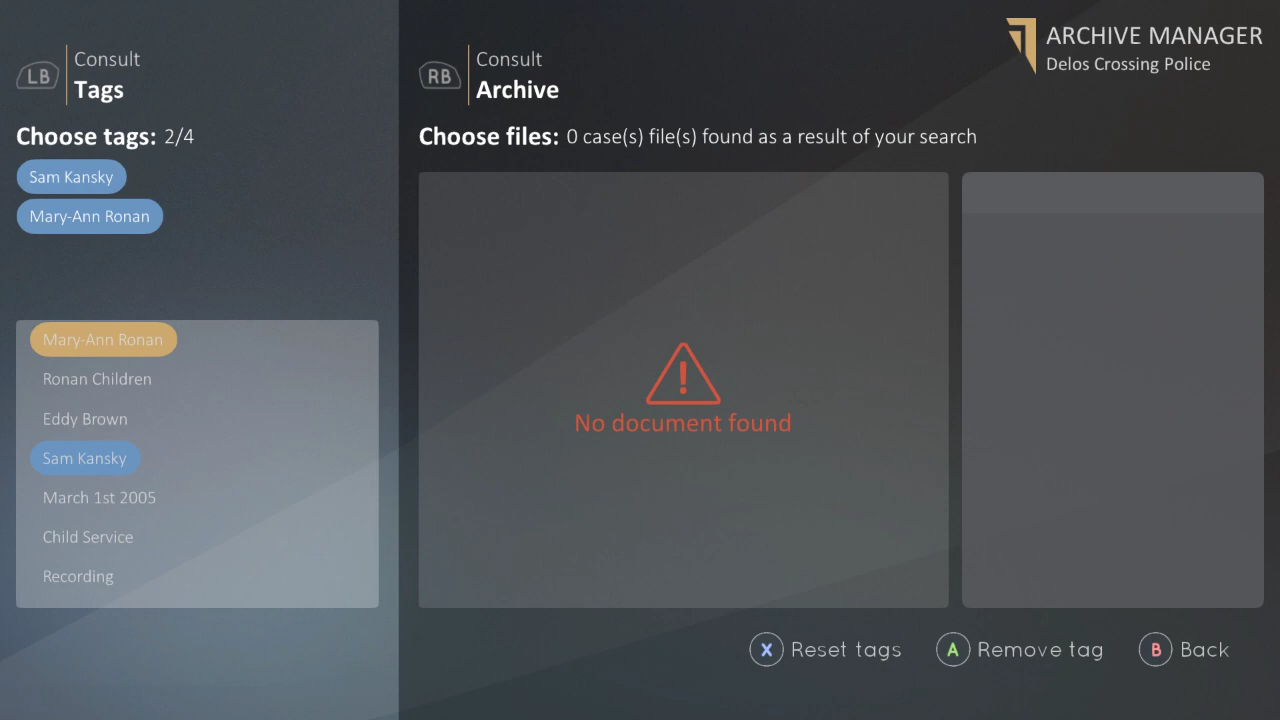 LB
Consult
Tags
Choose tags: 2/4
Sam Kansky
Mary-Ann Ronan
Mary-Ann Ronan
Ronan Children
Eddy Brown
Sam Kansky
March 1st 2005
Child Service
Recording
RB
Consult
Archive
ARCHIVE MANAGER
Delos Crossing Police
Choose files: 0 case(s) file(s) found as a result of your search
No document found
X Reset tags
A Remove tag
B Back